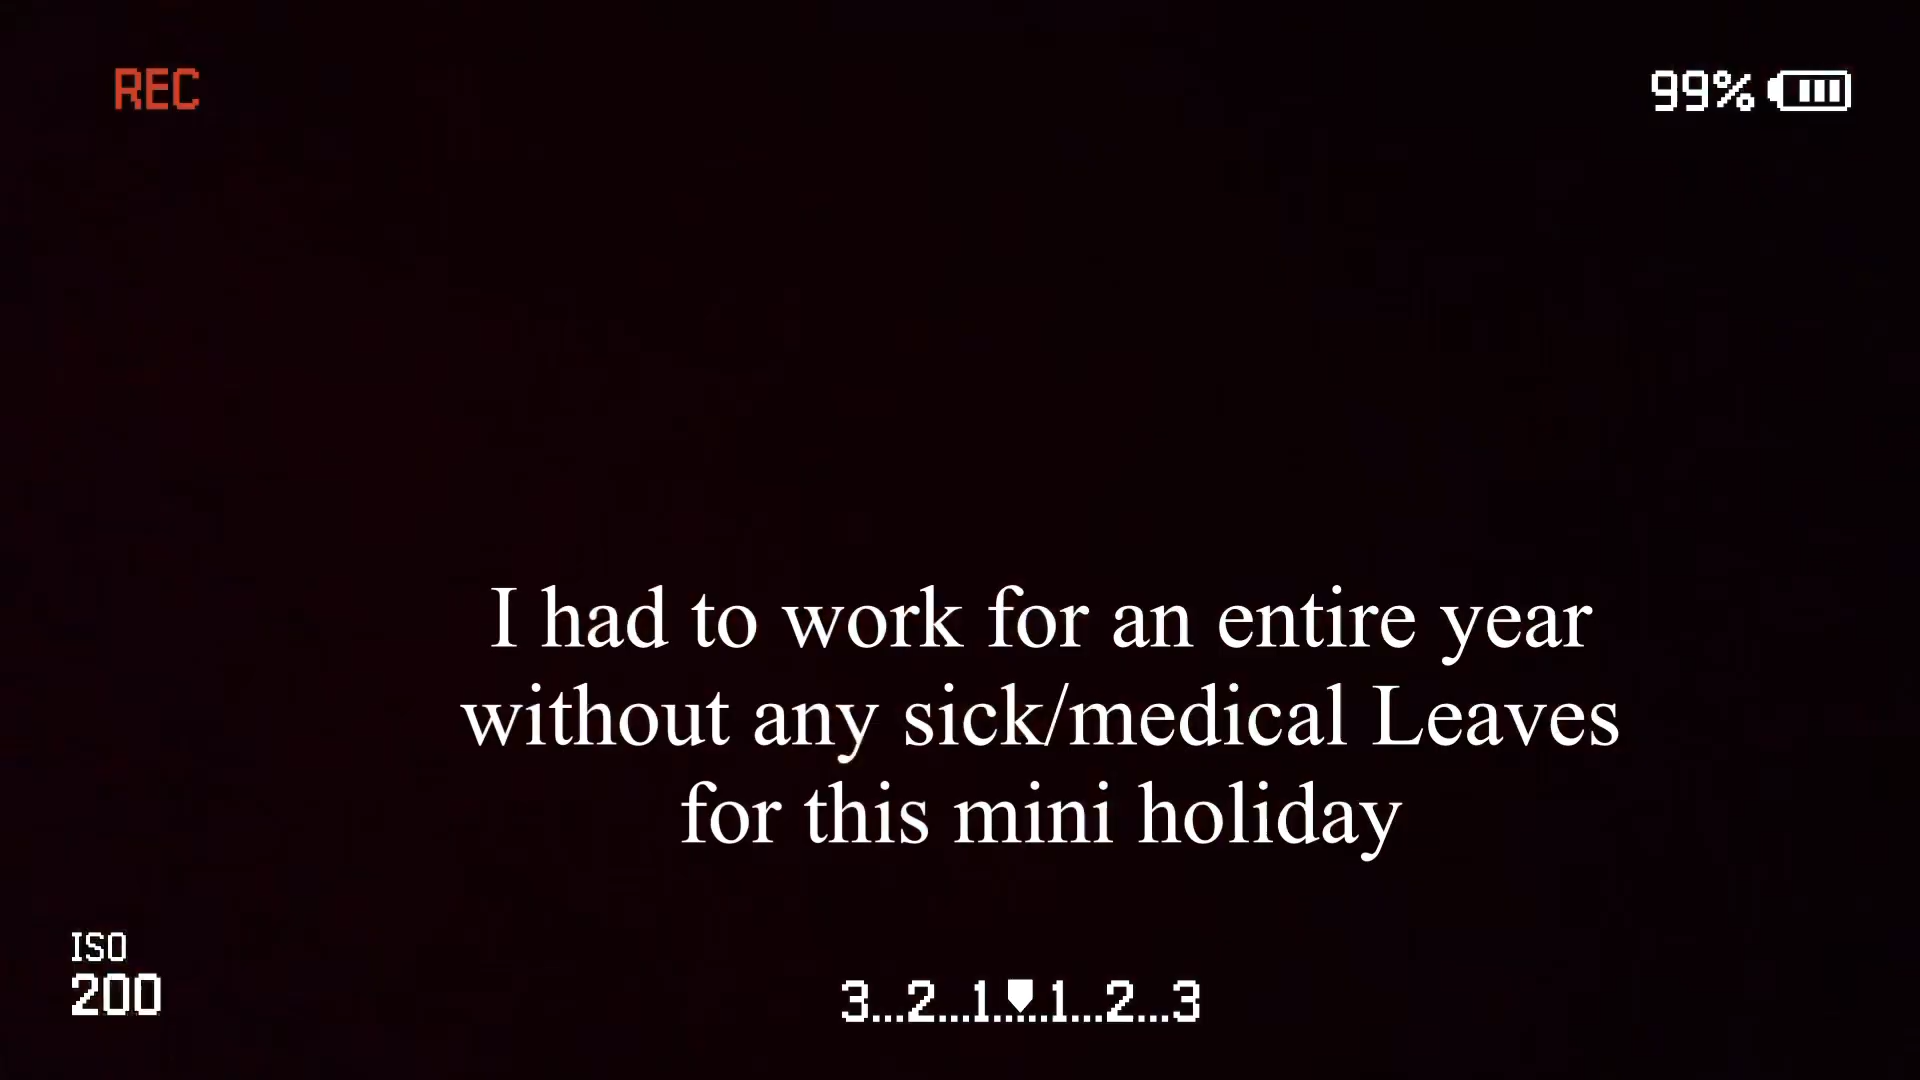 REC
99%
I had to work for an entire year
without any sick/medical Leaves
for this mini holiday
ISO
200
3...2...1.....1...2...3